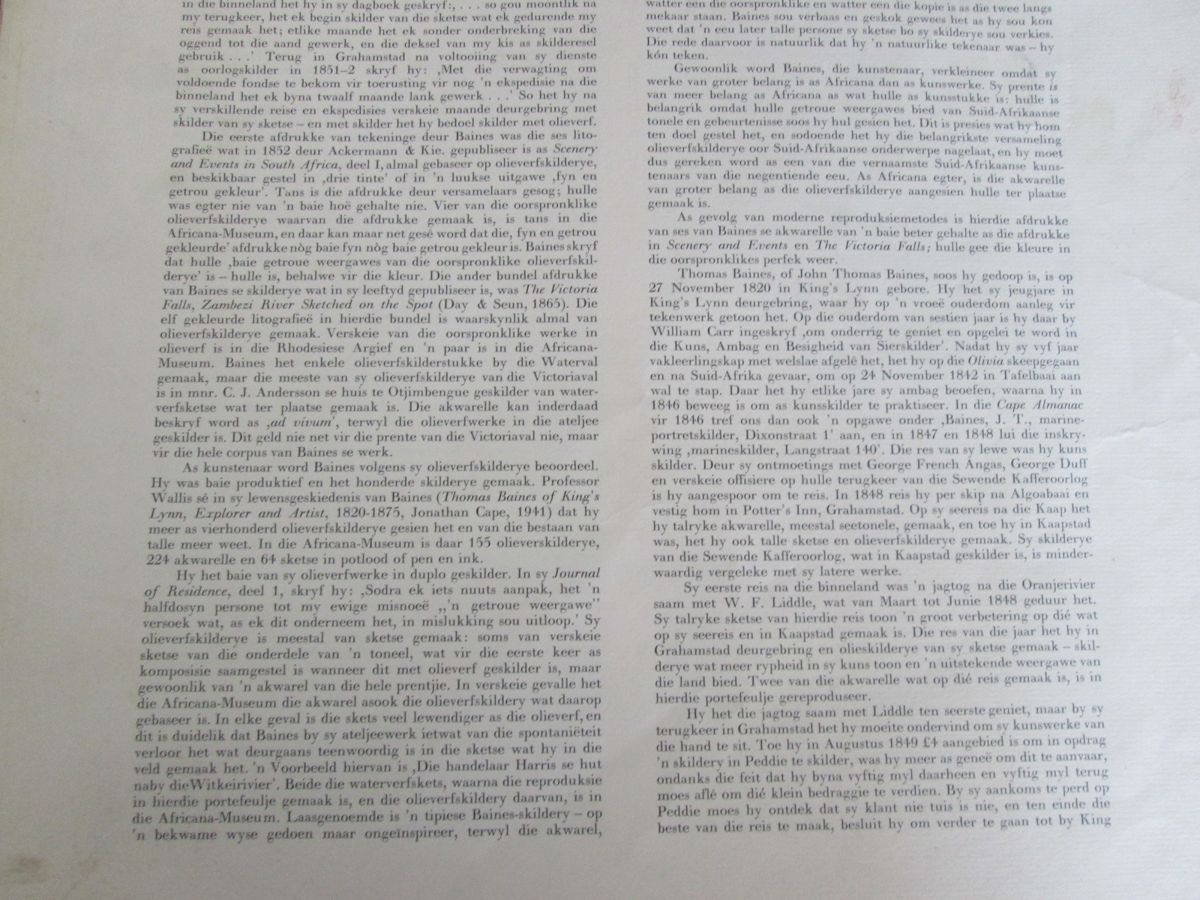 in die binneland het hy in sy dagboek geskryf:, . . . so gou moontlik na
my terugkeer, het ek begin skilder van die sketse wat ek gedurende my
reis gemaak het; etlike maande het ek sonder onderbreking van die
oggend tot die aand gewerk, en die deksel van my kis as skilderesel
gebruik . . .' Terug in Grahamstad na voltooiing van sy dienste
as oorlogskilder in 1851–2 skryf hy: ‚Met die verwagting om
voldoende fondse te bekom vir toerusting vir nog 'n ekspedisie na die
binneland het ek byna twaalf maande lank gewerk . . .' So het hy na
sy verskillende reise en ekspedisies verskeie maande deurgebring met
skilder van sy sketse – en met skilder het hy bedoel skilder met olieverf.
Die eerste afdrukke van tekeninge deur Baines was die ses lito-
grafieë wat in 1852 deur Ackermann & Kie. gepubliseer is as Scenery
and Events in South Africa, deel I, almal gebaseer op olieverfskilderye,
en beskikbaar gestel in ‚drie tinte' of in 'n luukse uitgawe ‚fyn en
getrou gekleur'. Tans is die afdrukke deur versamelaars gesog; hulle
was egter nie van 'n baie hoë gehalte nie. Vier van die oorspronklike
olieverfskilderye waarvan die afdrukke gemaak is, is tans in die
Africana-Museum, en daar kan maar net gesê word dat die, fyn en getrou
gekleurde' afdrukke nòg baie fyn nòg baie getrou gekleur is. Baines skryf
dat hulle ‚baie getroue weergawes van die oorspronklike olieverfskil-
derye' is – hulle is, behalwe vir die kleur. Die ander bundel afdrukke
van Baines se skilderye wat in sy leeftyd gepubliseer is, was The Victoria
Falls, Zambezi River Sketched on the Spot (Day & Seun, 1865). Die
elf gekleurde litografieë in hierdie bundel is waarskynlik almal van
olieverfskilderye gemaak. Verskeie van die oorspronklike werke in
olieverf is in die Rhodesiese Argief en 'n paar is in die Africana-
Museum. Baines het enkele olieverfskilderstukke by die Waterval
gemaak, maar die meeste van sy olieverfskilderye van die Victoriaval
is in mnr. C. J. Andersson se huis te Otjimbengue geskilder van water-
verfsketse wat ter plaatse gemaak is. Die akwarelle kan inderdaad
beskryf word as ‚ad vivum', terwyl die olieverfwerke in die ateljee
geskilder is. Dit geld nie net vir die prente van die Victoriaval nie, maar
vir die hele corpus van Baines se werk.
As kunstenaar word Baines volgens sy olieverfskilderye beoordeel.
Hy was baie produktief en het honderde skilderye gemaak. Professor
Wallis sê in sy lewensgeskiedenis van Baines (Thomas Baines of King's
Lynn, Explorer and Artist, 1820-1875, Jonathan Cape, 1941) dat hy
meer as vierhonderd olieverfskilderye gesien het en van die bestaan van
talle meer weet. In die Africana-Museum is daar 155 olieverskilderye,
224 akwarelle en 64 sketse in potlood of pen en ink.
Hy het baie van sy olieverfwerke in duplo geskilder. In sy Journal
of Residence, deel 1, skryf hy: ‚Sodra ek iets nuuts aanpak, het 'n
halfdosyn persone tot my ewige misnoeë „'n getroue weergawe”
versoek wat, as ek dit onderneem het, in mislukking sou uitloop.' Sy
olieverfskilderye is meestal van sketse gemaak: soms van verskeie
sketse van die onderdele van 'n toneel, wat vir die eerste keer as
komposisie saamgestel is wanneer dit met olieverf geskilder is, maar
gewoonlik van 'n akwarel van die hele prentjie. In verskeie gevalle het
die Africana-Museum die akwarel asook die olieverfskildery wat daarop
gebaseer is. In elke geval is die skets veel lewendiger as die olieverf, en
dit is duidelik dat Baines by sy ateljeewerk ietwat van die spontaniëteit
verloor het wat deurgaans teenwoordig is in die sketse wat hy in die
veld gemaak het. 'n Voorbeeld hiervan is ‚Die handelaar Harris se hut
naby die Witkeirivier'. Beide die waterverfskets, waarna die reproduksie
in hierdie portefeulje gemaak is, en die olieverfskildery daarvan, is in
die Africana-Museum. Laasgenoemde is 'n tipiese Baines-skildery – op
'n bekwame wyse gedoen maar ongeïnspireer, terwyl die akwarel,
watter een die oorspronklike en watter een die kopie is as die twee langs
mekaar staan. Baines sou verbaas en geskok gewees het as hy sou kon
weet dat 'n eeu later talle persone sy sketse bo sy skilderye sou verkies.
Die rede daarvoor is natuurlik dat hy 'n natuurlike tekenaar was – hy
kón teken.
Gewoonlik word Baines, die kunstenaar, verkleineer omdat sy
werke van groter belang is as Africana dan as kunswerke. Sy prente is
van meer belang as Africana as wat hulle as kunsstukke is: hulle is
belangrik omdat hulle getroue weergawes bied van Suid-Afrikaanse
tonele en gebeurtenisse soos hy hul gesien het. Dit is presies wat hy hom
ten doel gestel het, en sodoende het hy die belangrikste versameling
olieverfskilderye oor Suid-Afrikaanse onderwerpe nagelaat, en hy moet
dus gereken word as een van die vernaamste Suid-Afrikaanse kuns-
tenaars van die negentiende eeu. As Africana egter, is die akwarelle
van groter belang as die olieverfskilderye aangesien hulle ter plaatse
gemaak is.
As gevolg van moderne reproduksiemetodes is hierdie afdrukke
van ses van Baines se akwarelle van 'n baie beter gehalte as die afdrukke
in Scenery and Events en The Victoria Falls; hulle gee die kleure in
die oorspronklikes perfek weer.
Thomas Baines, of John Thomas Baines, soos hy gedoop is, is op
27 November 1820 in King's Lynn gebore. Hy het sy jeugjare in
King's Lynn deurgebring, waar hy op 'n vroeë ouderdom aanleg vir
tekenwerk getoon het. Op die ouderdom van sestien jaar is hy daar by
William Carr ingeskryf ‚om onderrig te geniet en opgelei te word in
die Kuns, Ambag en Besigheid van Sierskilder'. Nadat hy sy vyf jaar
vakleerlingskap met welslae afgelê het, het hy op die Olivia skeepgegaan
en na Suid-Afrika gevaar, om op 24 November 1842 in Tafelbaai aan
wal te stap. Daar het hy etlike jare sy ambag beoefen, waarna hy in
1846 beweeg is om as kunsskilder te praktiseer. In die Cape Almanac
vir 1846 tref ons dan ook 'n opgawe onder ‚Baines, J. T., marine-
portretskilder, Dixonstraat 1' aan, en in 1847 en 1848 lui die inskry-
wing ‚marineskilder, Langstraat 140'. Die res van sy lewe was hy kuns
skilder. Deur sy ontmoetings met George French Angas, George Duff
en verskeie offisiere op hulle terugkeer van die Sewende Kafferoorlog
is hy aangespoor om te reis. In 1848 reis hy per skip na Algoabaai en
vestig hom in Potter's Inn, Grahamstad. Op sy seereis na die Kaap het
hy talryke akwarelle, meestal seetonele, gemaak, en toe hy in Kaapstad
was, het hy ook talle sketse en olieverfskilderye gemaak. Sy skilderye
van die Sewende Kafferoorlog, wat in Kaapstad geskilder is, is minder-
waardig vergeleke met sy latere werke.
Sy eerste reis na die binneland was 'n jagtog na die Oranjerivier
saam met W. F. Liddle, wat van Maart tot Junie 1848 geduur het.
Sy talryke sketse van hierdie reis toon 'n groot verbetering op dié wat
op sy seereis en in Kaapstad gemaak is. Die res van die jaar het hy in
Grahamstad deurgebring en olieskilderye van sy sketse gemaak – skil-
derye wat meer rypheid in sy kuns toon en 'n uitstekende weergawe van
die land bied. Twee van die akwarelle wat op dié reis gemaak is, is in
hierdie portefeulje gereproduseer.
Hy het die jagtog saam met Liddle ten seerste geniet, maar by sy
terugkeer in Grahamstad het hy moeite ondervind om sy kunswerke van
die hand te sit. Toe hy in Augustus 1849 £4 aangebied is om in opdrag
'n skildery in Peddie te skilder, was hy meer as geneë om dit te aanvaar,
ondanks die feit dat hy byna vyftig myl daarheen en vyftig myl terug
moes aflê om dié klein bedraggie te verdien. By sy aankoms te perd op
Peddie moes hy ontdek dat sy klant nie tuis is nie, en ten einde die
beste van die reis te maak, besluit hy om verder te gaan tot by King